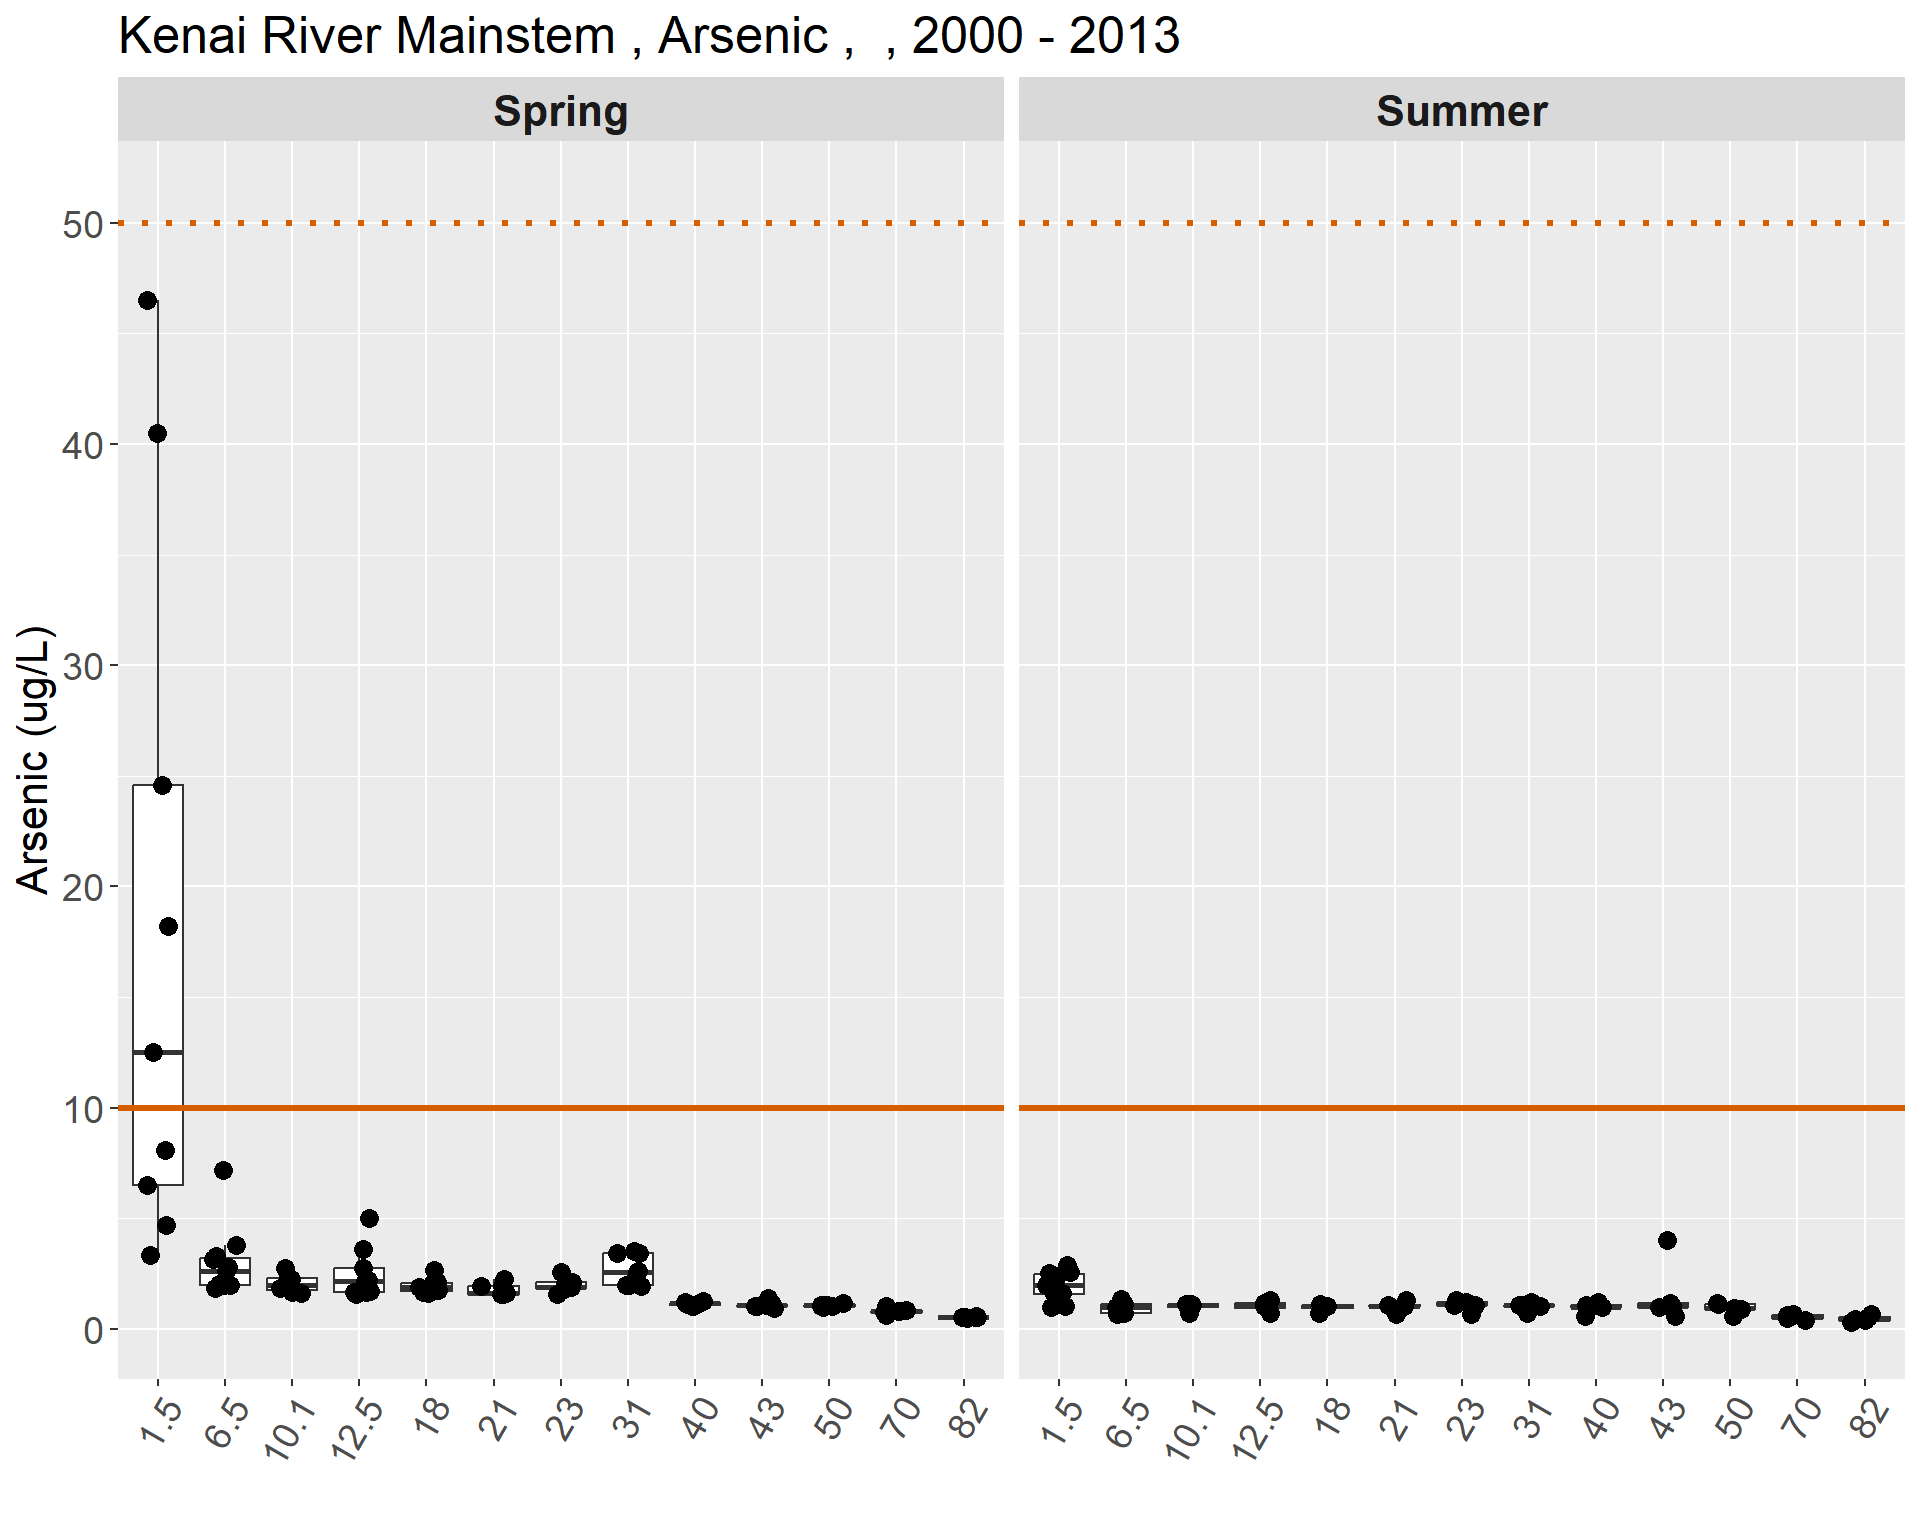 Kenai River Mainstem , Arsenic ,  , 2000 - 2013
Spring
Summer
Arsenic (ug/L)
50
40
30
20
10
0
1.5 6.5 10.1 12.5 18 21 23 31 40 43 50 70 82
1.5 6.5 10.1 12.5 18 21 23 31 40 43 50 70 82